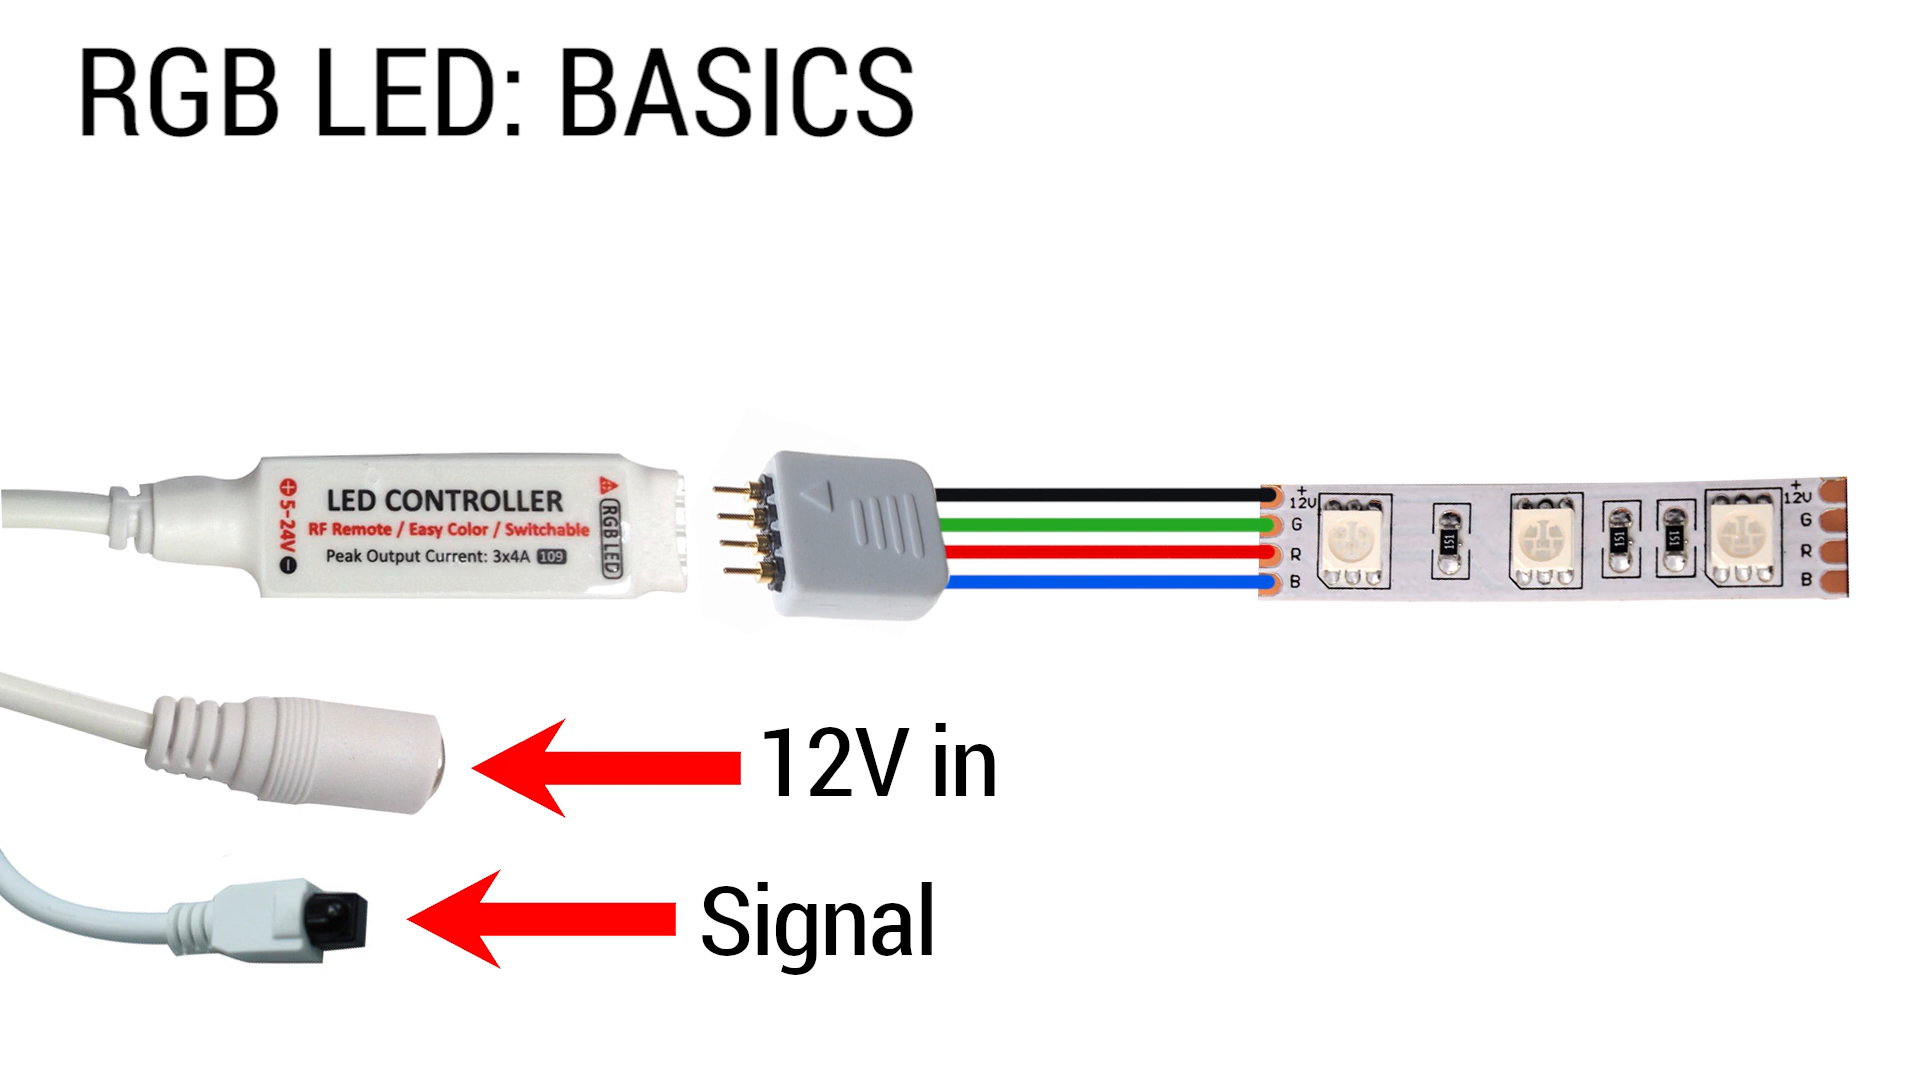 RGB LED: BASICS
LED CONTROLLER
RF Remote / Easy Color / Switchable
Peak Output Current: 3x4A 109
+ 5-24V -
RGB LED
+
12V
G
R
B
151
151
151
+
12V
G
R
B
12V in
Signal